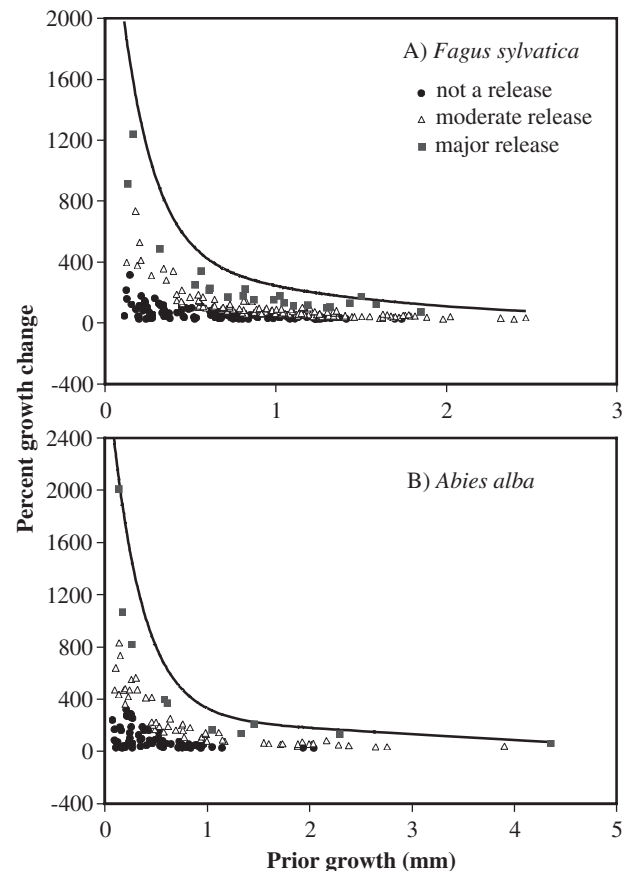 2000
1600
1200
800
400
0
-400
A) Fagus sylvatica
not a release
moderate release
major release
0 1 2 3
Percent growth change
2400
2000
1600
1200
800
400
0
-400
B) Abies alba
0 1 2 3 4 5
Prior growth (mm)